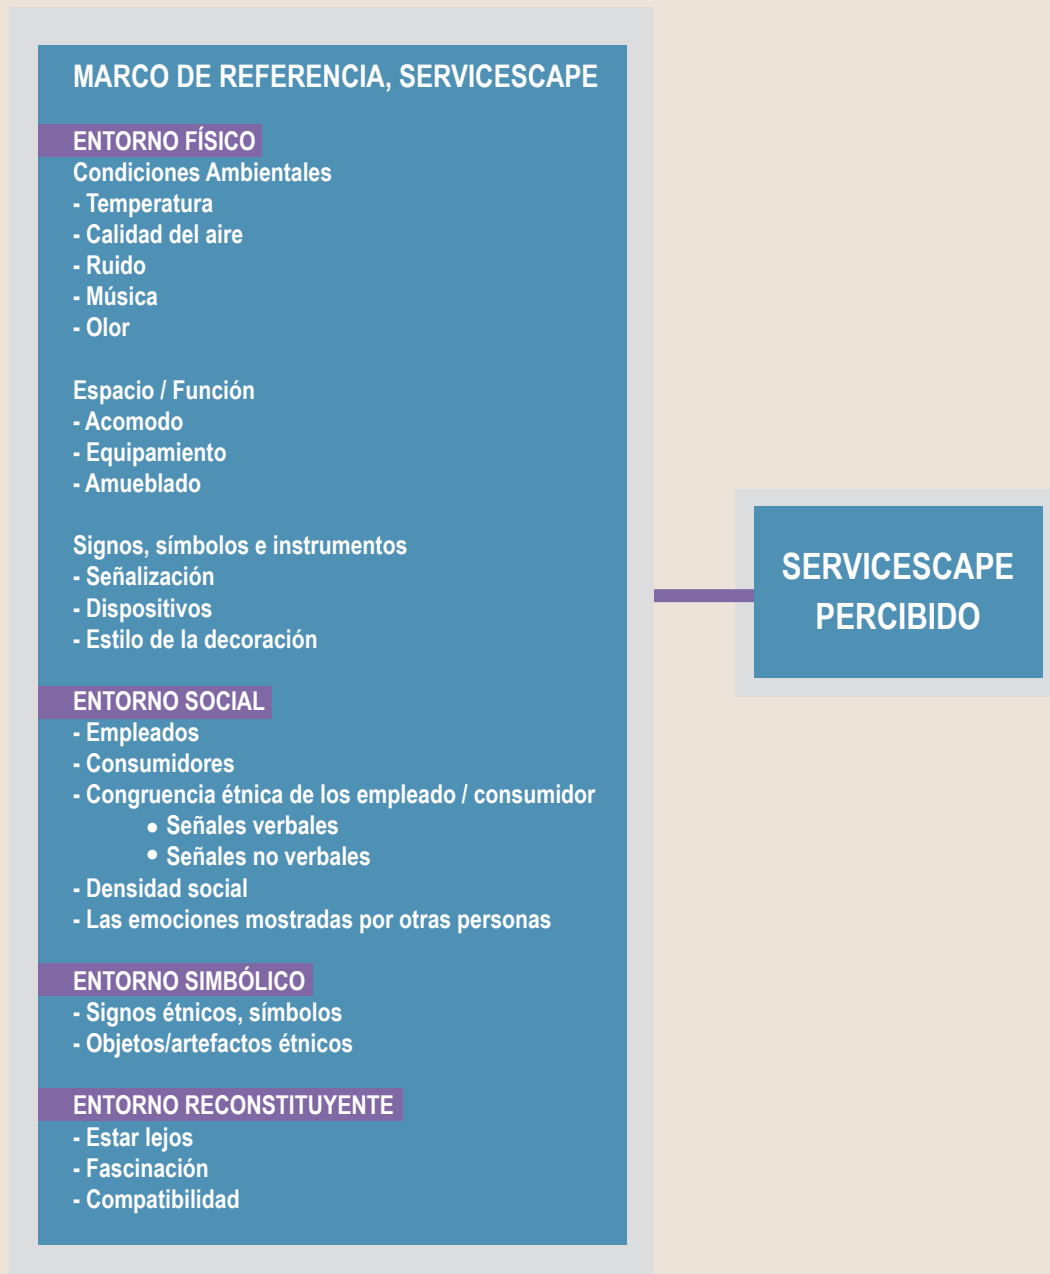 MARCO DE REFERENCIA, SERVICESCAPE
ENTORNO FÍSICO
Condiciones Ambientales
- Temperatura
- Calidad del aire
- Ruido
- Música
- Olor
Espacio / Función
- Acomodo
- Equipamiento
- Amueblado
Signos, símbolos e instrumentos
- Señalización
- Dispositivos
- Estilo de la decoración
ENTORNO SOCIAL
- Empleados
- Consumidores
- Congruencia étnica de los empleado / consumidor
● Señales verbales
● Señales no verbales
- Densidad social
- Las emociones mostradas por otras personas
ENTORNO SIMBÓLICO
- Signos étnicos, símbolos
- Objetos/artefactos étnicos
ENTORNO RECONSTITUYENTE
- Estar lejos
- Fascinación
- Compatibilidad
SERVICESCAPE
PERCIBIDO